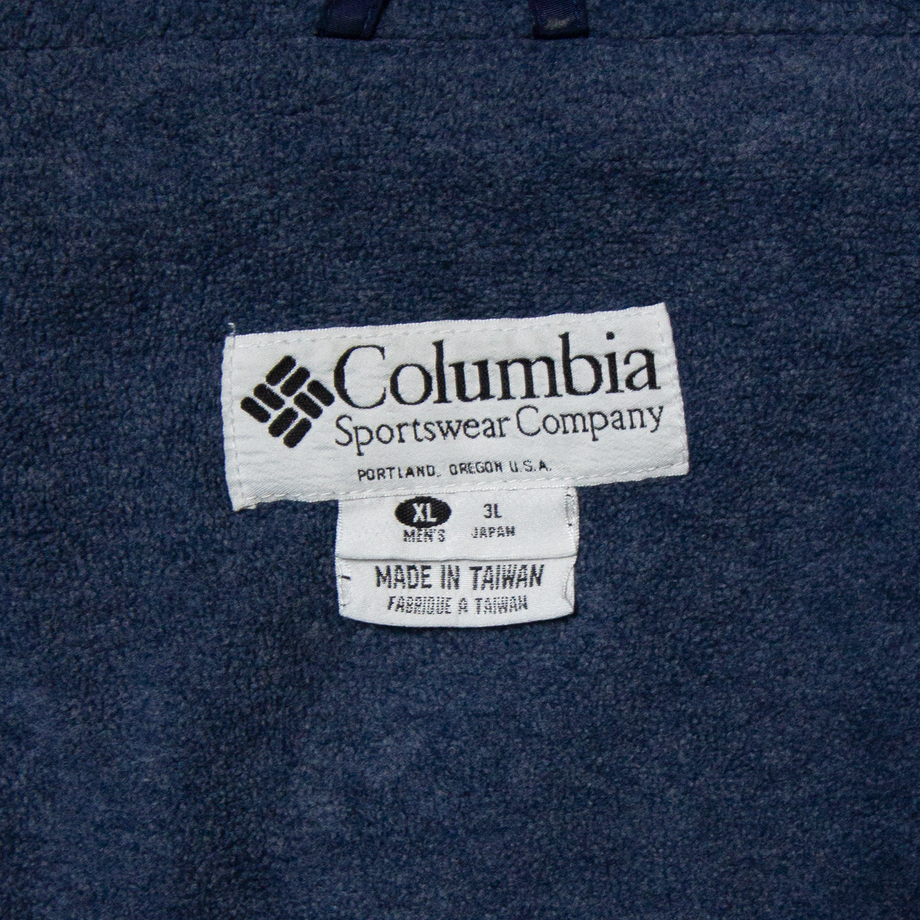 Columbia
Sportswear Company
PORTLAND, OREGON U.S.A.
XL 3L
MEN'S JAPAN
MADE IN TAIWAN
FABRIQUE A TAIWAN